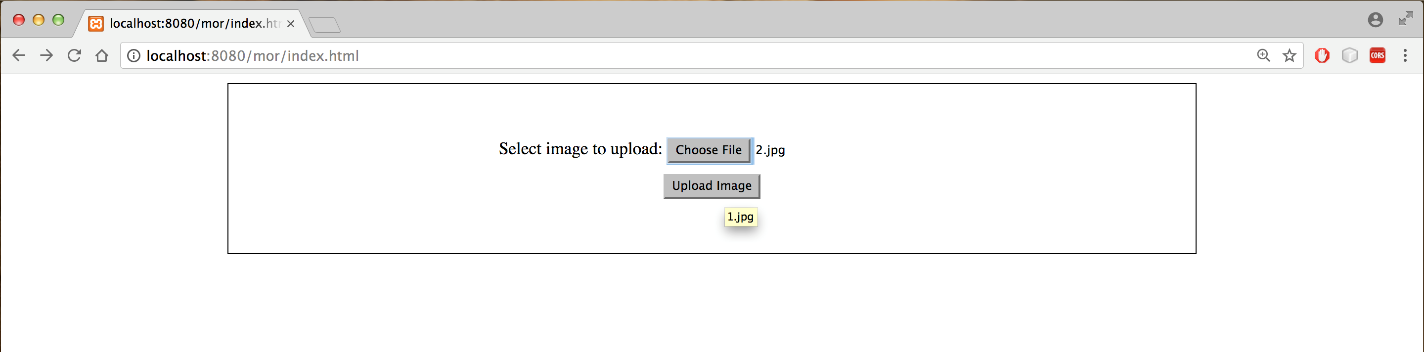 localhost:8080/mor/index.htm
localhost:8080/mor/index.html
CORS
Select image to upload: Choose File 2.jpg
Upload Image
1.jpg